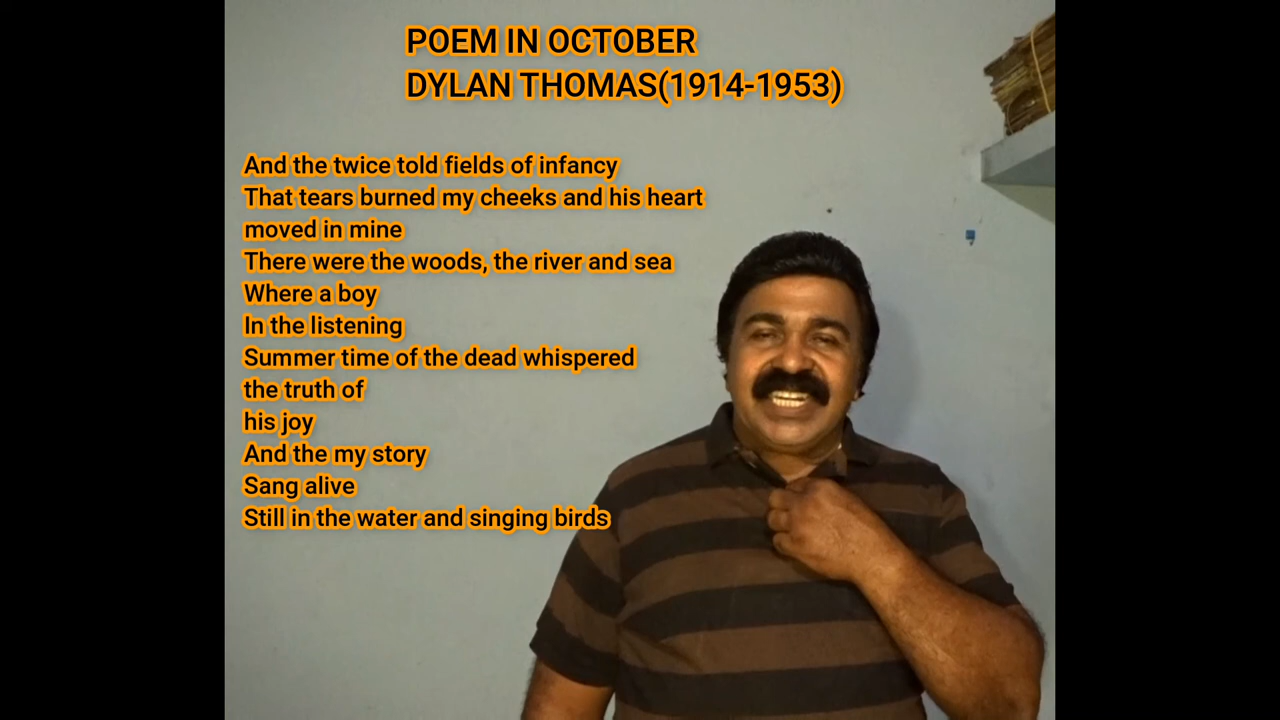 POEM IN OCTOBER
DYLAN THOMAS(1914-1953)
And the twice told fields of infancy
That tears burned my cheeks and his heart
moved in mine
There were the woods, the river and sea
Where a boy
In the listening
Summer time of the dead whispered
the truth of
his joy
And the my story
Sang alive
Still in the water and singing birds